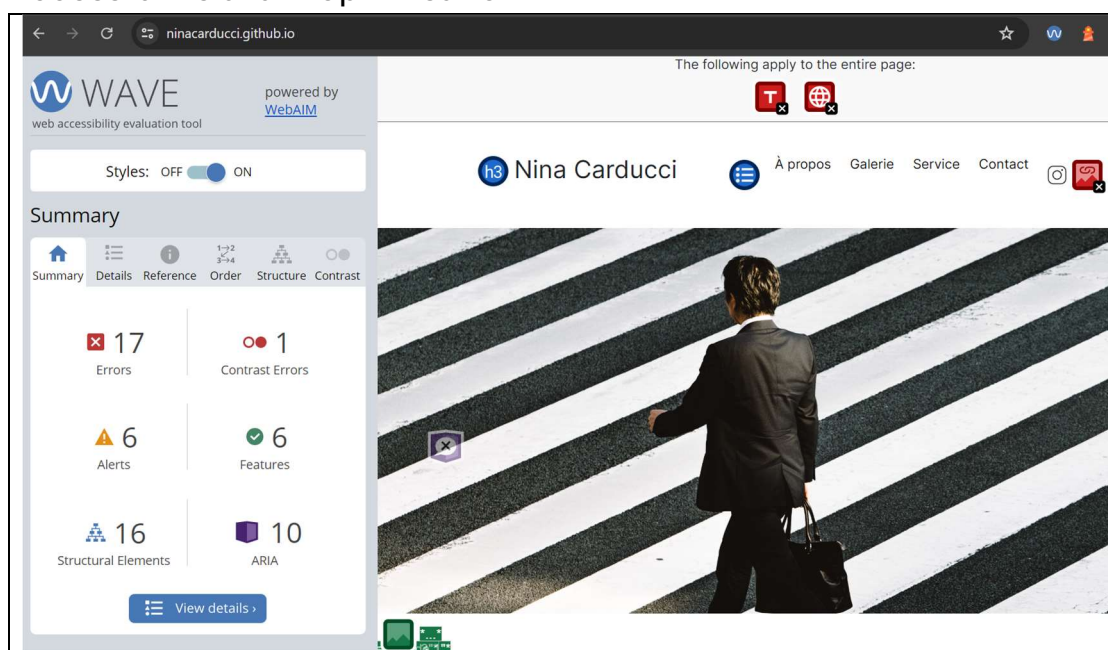 ninacarducci.github.io
WAVE
powered by
WebAIM
web accessibility evaluation tool
Styles: OFF ON
Summary
Summary Details Reference Order Structure Contrast
17
Errors
1
Contrast Errors
6
Alerts
6
Features
16
Structural Elements
10
ARIA
View details ›
The following apply to the entire page:
T
h3 Nina Carducci
À propos Galerie Service Contact